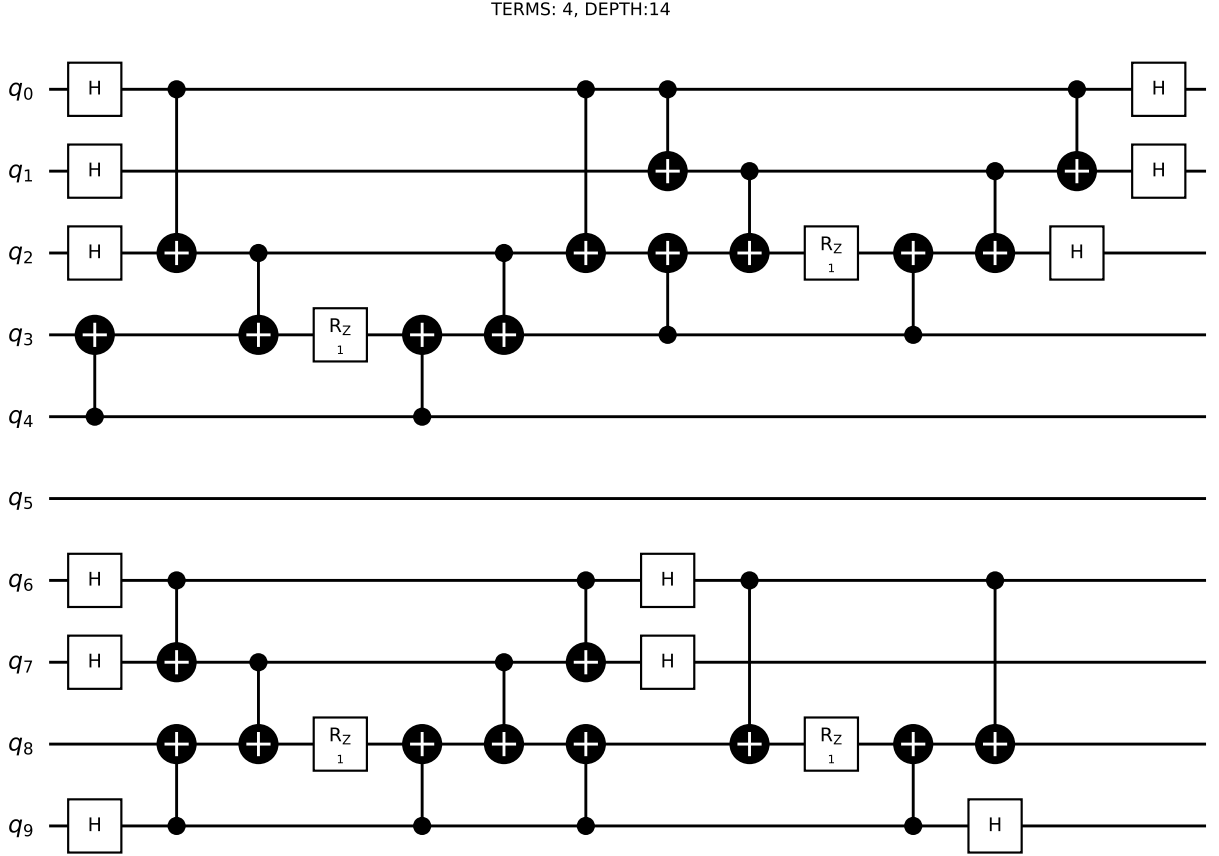 TERMS: 4, DEPTH:14
q0 H H
q1 H H
q2 H RZ 1 H
q3 RZ 1
q4
q5
q6 H H
q7 H H
q8 RZ 1 RZ 1
q9 H H